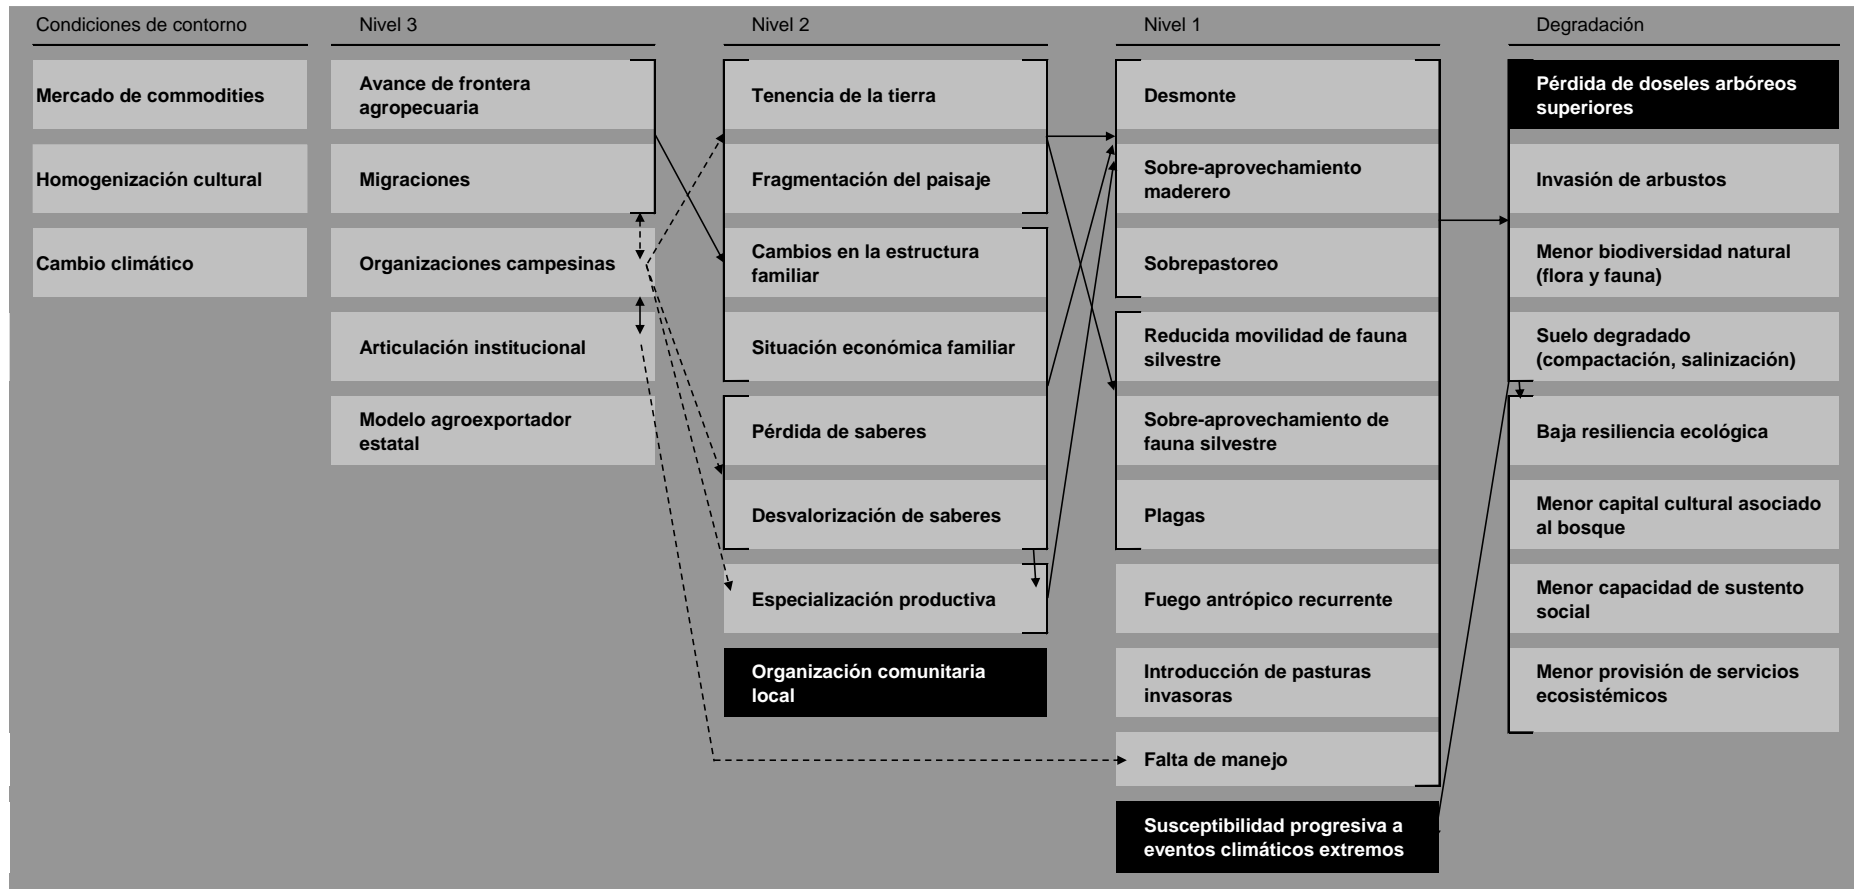 Condiciones de contorno
Mercado de commodities
Homogenización cultural
Cambio climático
Nivel 3
Avance de frontera
agropecuaria
Migraciones
Organizaciones campesinas
Articulación institucional
Modelo agroexportador
estatal
Nivel 2
Tenencia de la tierra
Fragmentación del paisaje
Cambios en la estructura
familiar
Situación económica familiar
Pérdida de saberes
Desvalorización de saberes
Especialización productiva
Organización comunitaria
local
Nivel 1
Desmonte
Sobre-aprovechamiento
maderero
Sobrepastoreo
Reducida movilidad de fauna
silvestre
Sobre-aprovechamiento de
fauna silvestre
Plagas
Fuego antrópico recurrente
Introducción de pasturas
invasoras
Falta de manejo
Susceptibilidad progresiva a
eventos climáticos extremos
Degradación
Pérdida de doseles arbóreos
superiores
Invasión de arbustos
Menor biodiversidad natural
(flora y fauna)
Suelo degradado
(compactación, salinización)
Baja resiliencia ecológica
Menor capital cultural asociado
al bosque
Menor capacidad de sustento
social
Menor provisión de servicios
ecosistémicos